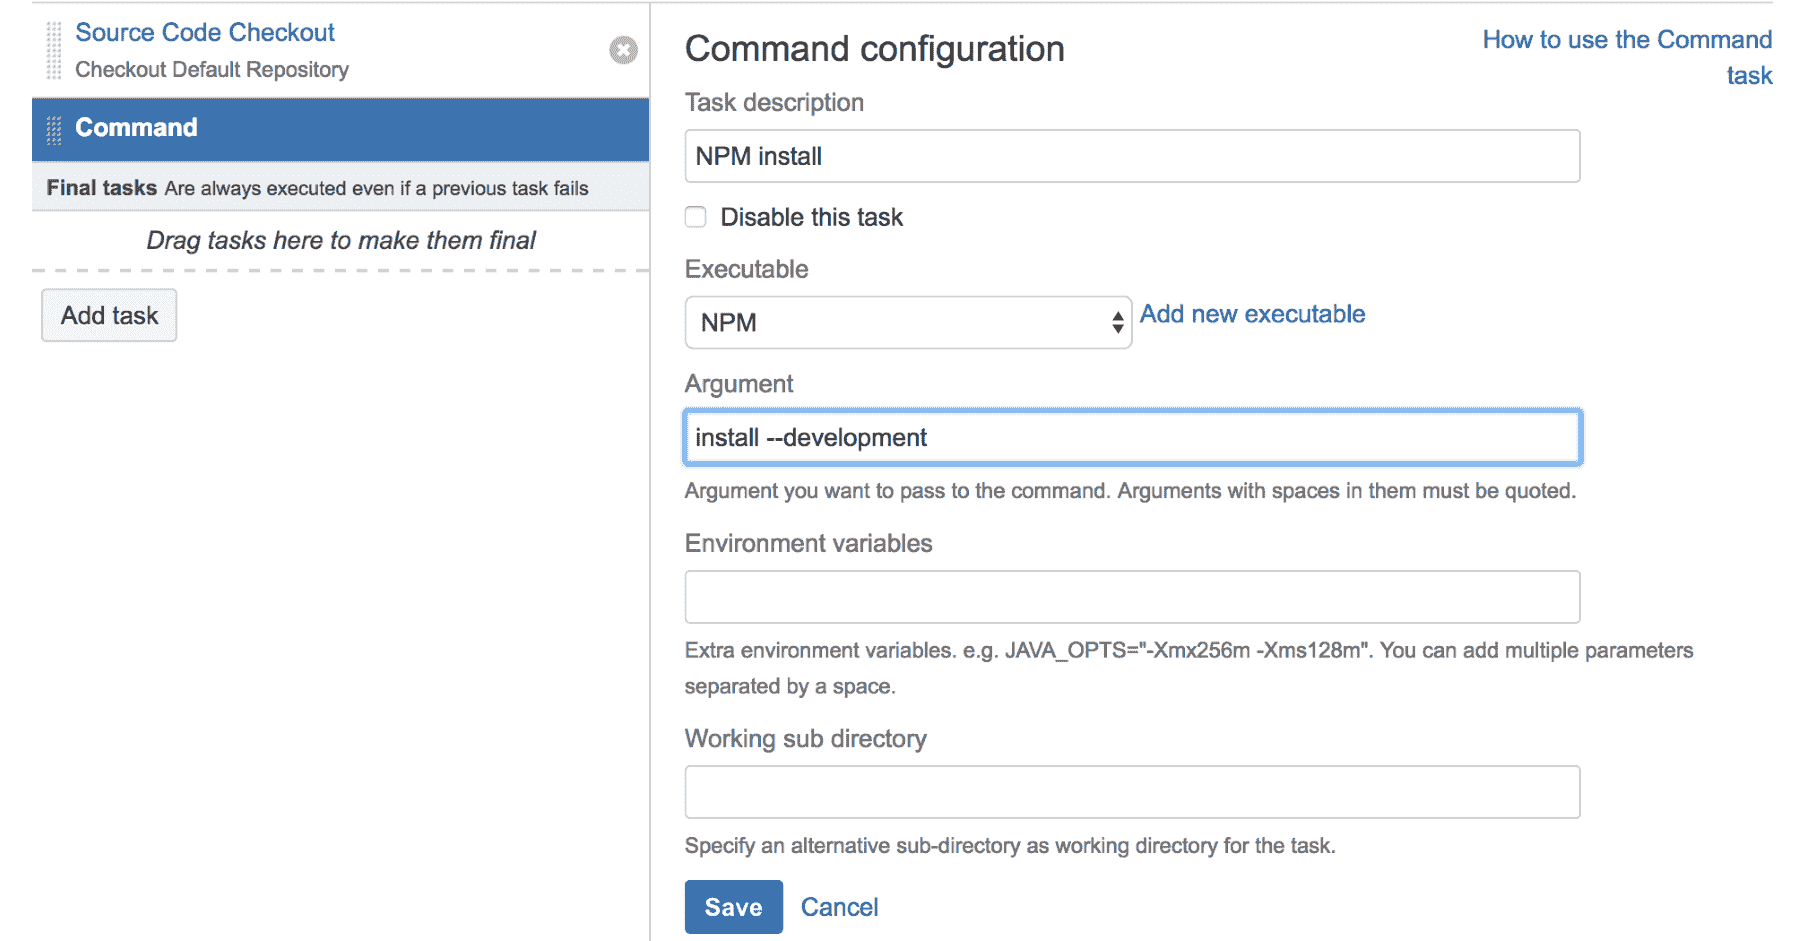 Source Code Checkout
Checkout Default Repository
Command
Final tasks Are always executed even if a previous task fails
Drag tasks here to make them final
Add task
Command configuration
How to use the Command
task
Task description
NPM install
Disable this task
Executable
NPM
Add new executable
Argument
install --development
Argument you want to pass to the command. Arguments with spaces in them must be quoted.
Environment variables
Extra environment variables. e.g. JAVA_OPTS="-Xmx256m -Xms128m". You can add multiple parameters
separated by a space.
Working sub directory
Specify an alternative sub-directory as working directory for the task.
Save Cancel